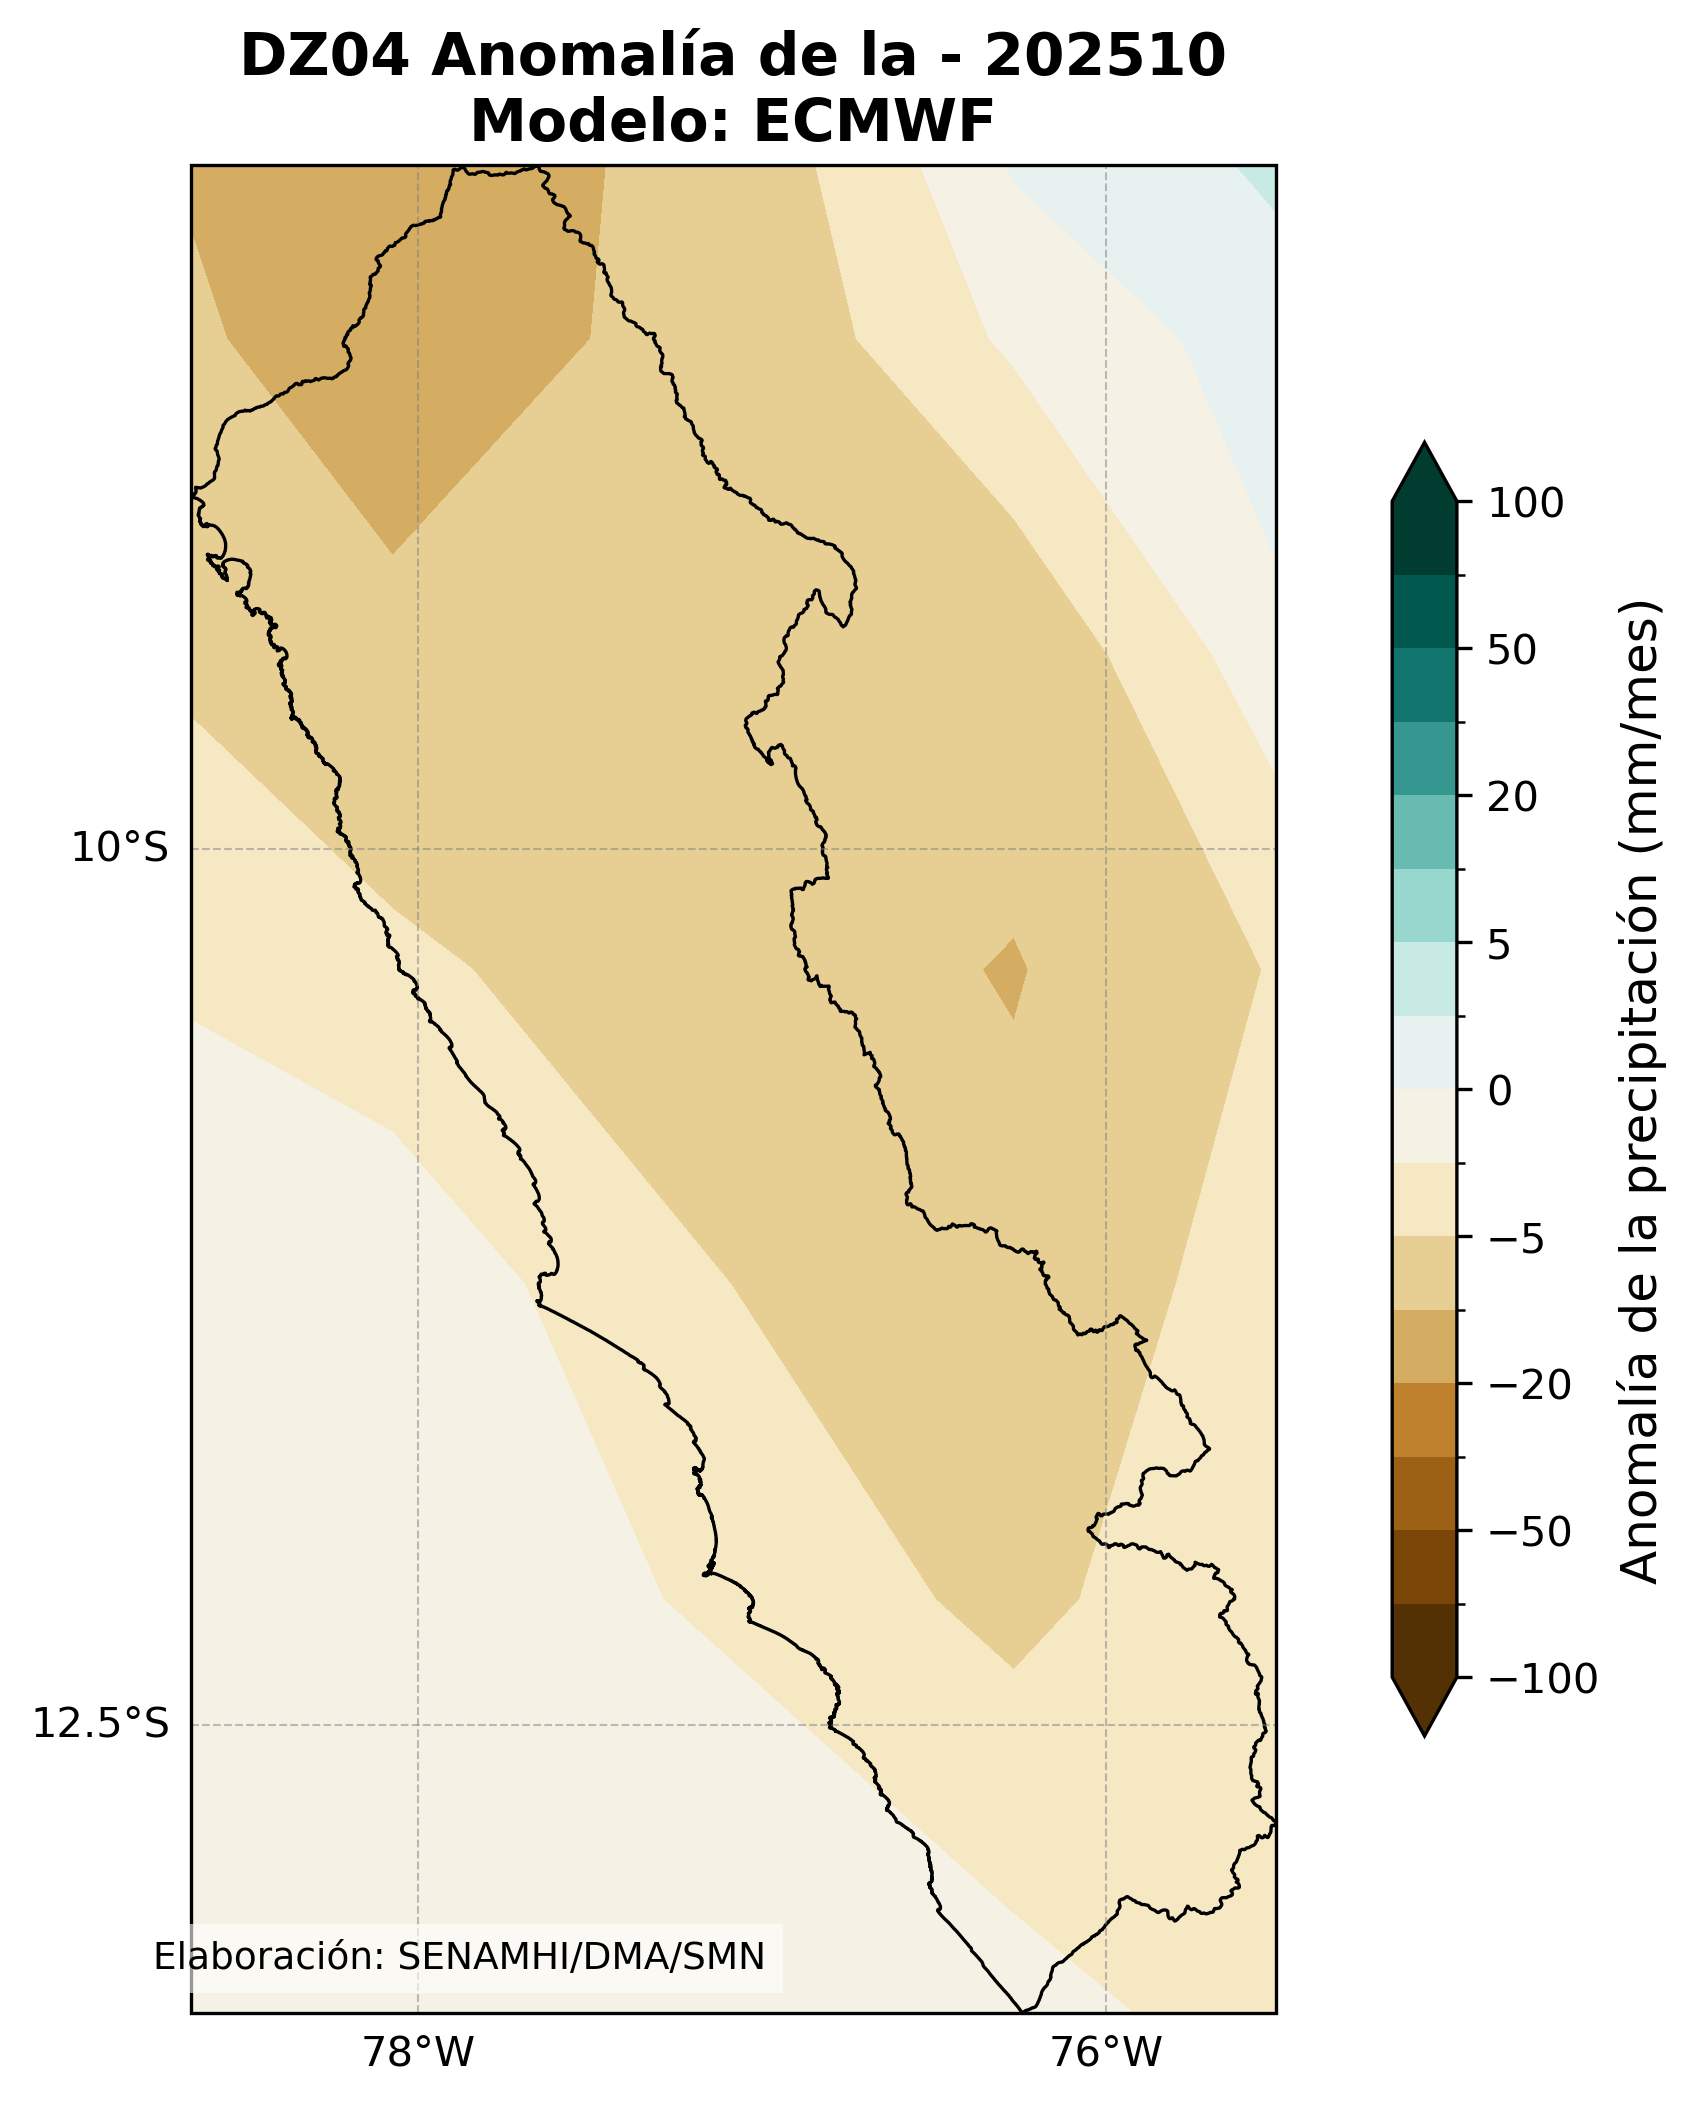 DZ04 Anomalía de la - 202510
Modelo: ECMWF
10°S
12.5°S
78°W
76°W
Elaboración: SENAMHI/DMA/SMN
100
50
20
5
0
−5
−20
−50
−100
Anomalía de la precipitación (mm/mes)